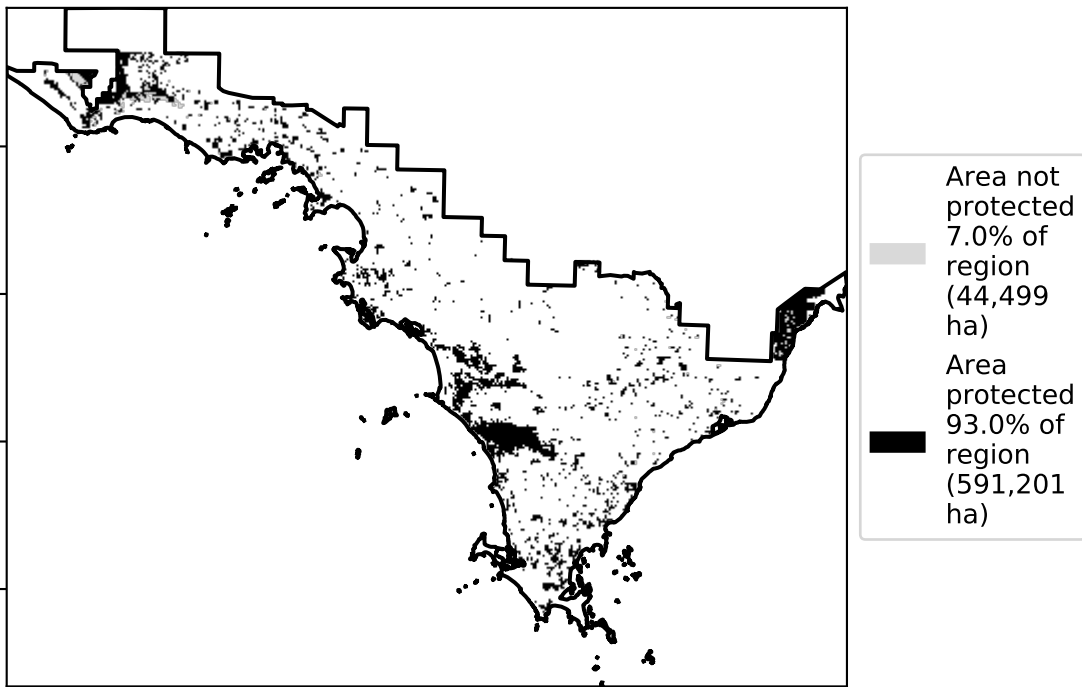 Area not
protected
7.0% of
region
(44,499
ha)
Area
protected
93.0% of
region
(591,201
ha)